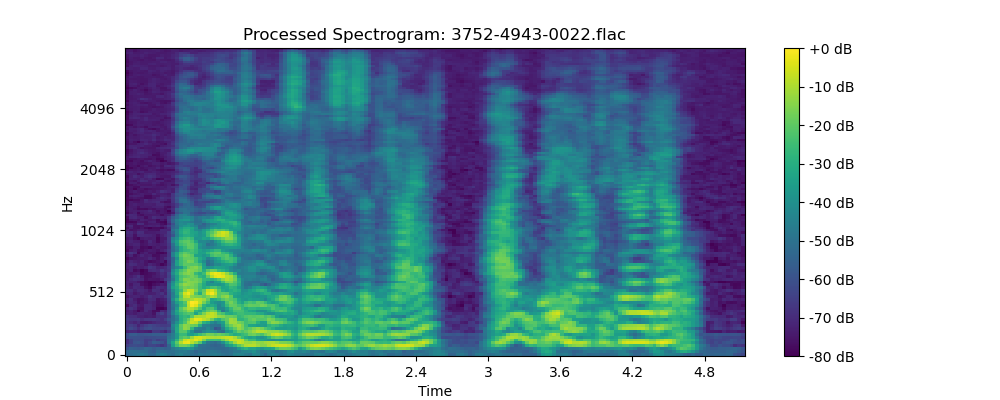 Processed Spectrogram: 3752-4943-0022.flac
+0 dB
-10 dB
4096
-20 dB
2048
-30 dB
Hz
-40 dB
1024
-50 dB
512
-60 dB
-70 dB
0
-80 dB
0 0.6 1.2 1.8 2.4 3 3.6 4.2 4.8
Time